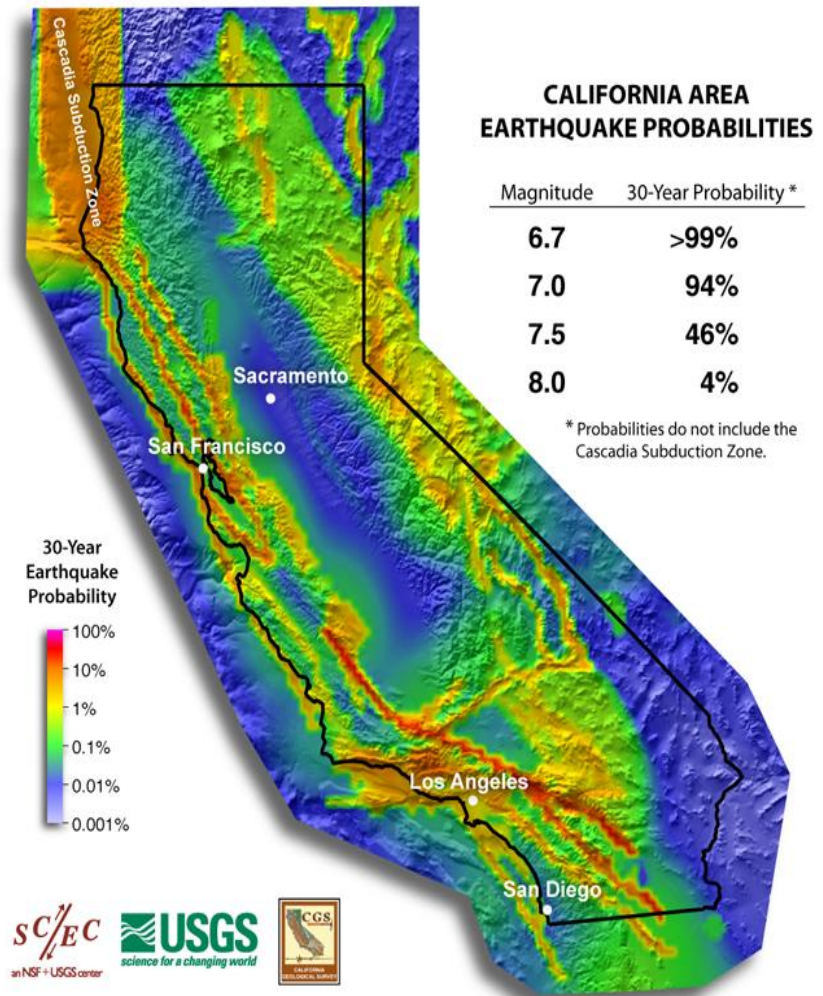 Cascadia Subduction Zone
CALIFORNIA AREA
EARTHQUAKE PROBABILITIES
Magnitude 30-Year Probability *
6.7 >99%
7.0 94%
7.5 46%
8.0 4%
* Probabilities do not include the
Cascadia Subduction Zone.
Sacramento
San Francisco
30-Year
Earthquake
Probability
100%
10%
1%
0.1%
0.01%
0.001%
Los Angeles
San Diego
SC/EC
an NSF + USGS center
USGS
science for a changing world
CGS
CALIFORNIA
GEOLOGICAL SURVEY